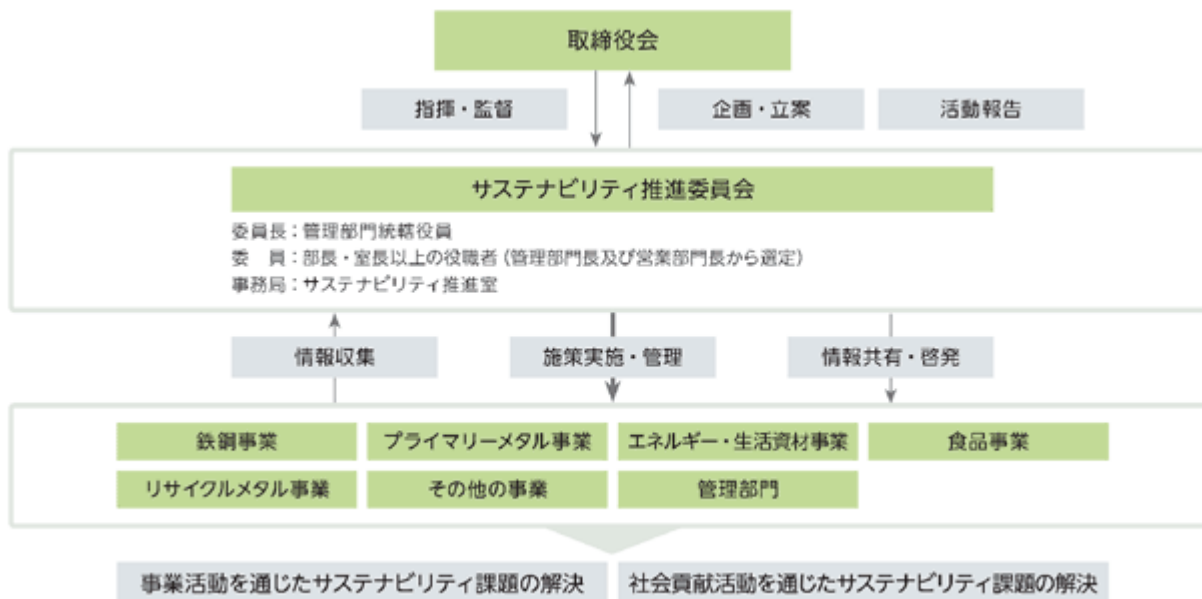 取締役会
指揮・監督
企画・立案
活動報告
サステナビリティ推進委員会
委員長：管理部門統轄役員
委　員：部長・室長以上の役職者（管理部門長及び営業部門長から選定）
事務局：サステナビリティ推進室
情報収集
施策実施・管理
情報共有・啓発
鉄鋼事業
プライマリーメタル事業
エネルギー・生活資材事業
食品事業
リサイクルメタル事業
その他の事業
管理部門
事業活動を通じたサステナビリティ課題の解決
社会貢献活動を通じたサステナビリティ課題の解決